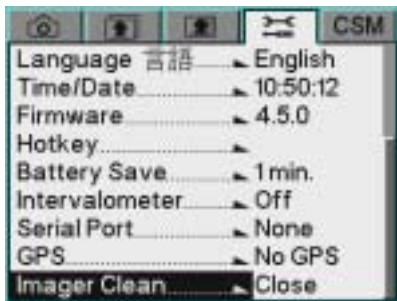 CSM
Language 言語 English
Time/Date 10:50:12
Firmware 4.5.0
Hotkey
Battery Save 1 min.
Intervalometer Off
Serial Port None
GPS No GPS
Imager Clean Close